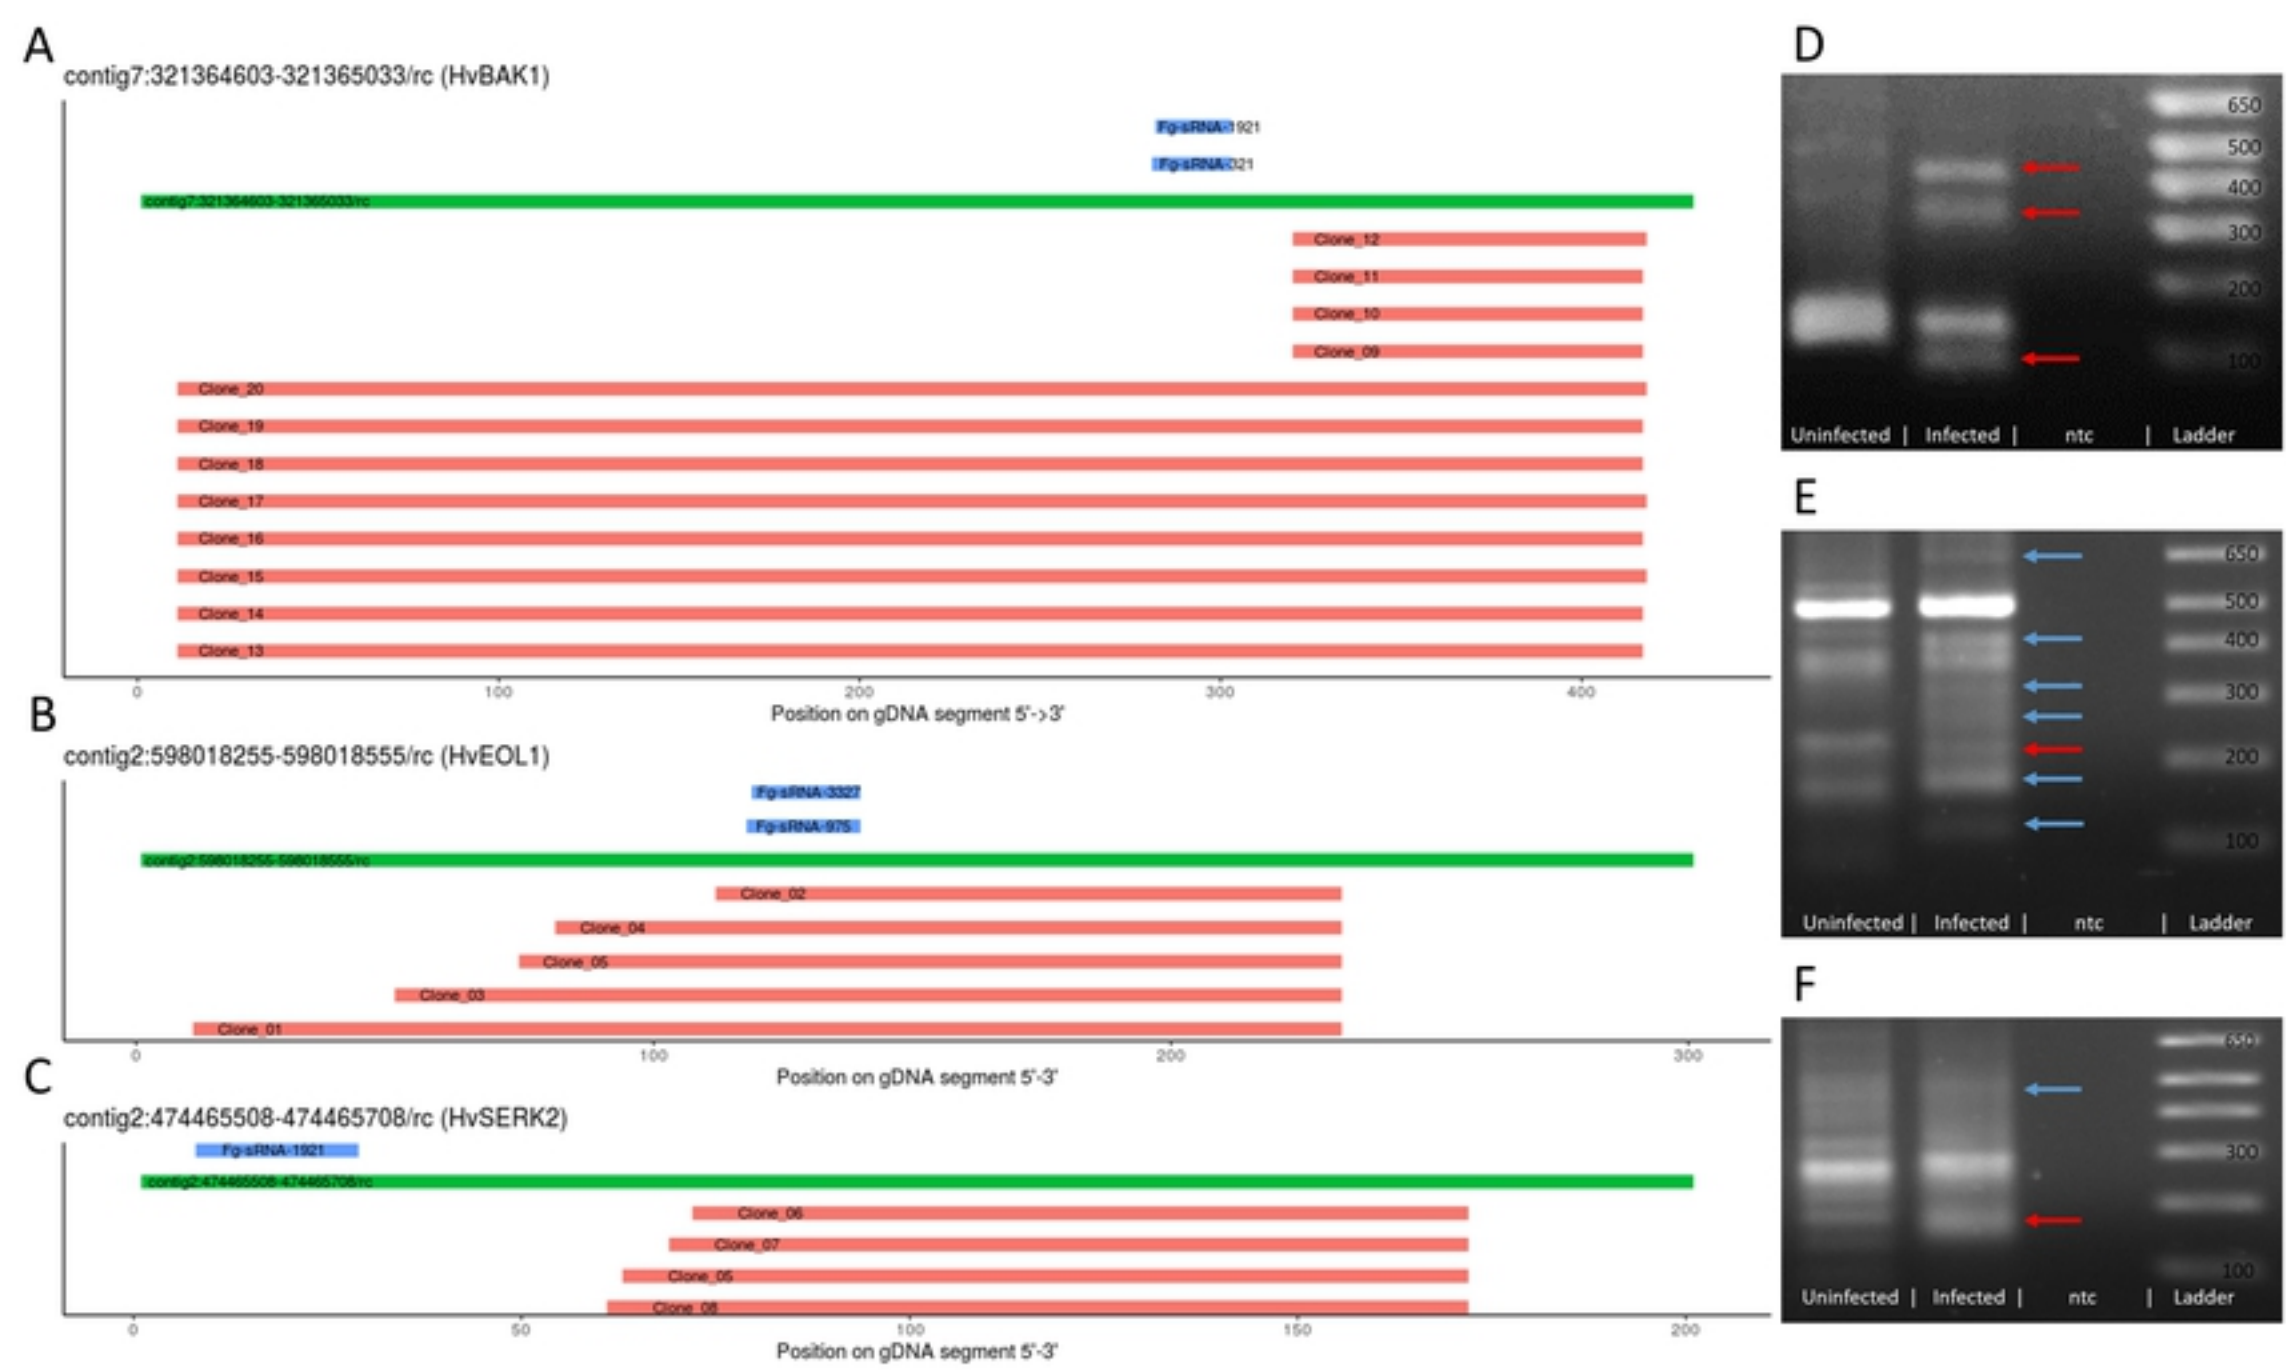 A
contig7:321364603-321365033/rc (HvBAK1)
Fg-sRNA-1921
Fg-sRNA-321
contig7:321364603-321365033/rc
Clone_12
Clone_11
Clone_10
Clone_09
Clone_20
Clone_19
Clone_18
Clone_17
Clone_16
Clone_15
Clone_14
Clone_13
0 100 200 300 400
Position on gDNA segment 5'->3'
B
contig2:598018255-598018555/rc (HvEOL1)
Fg-sRNA-3327
Fg-sRNA-975
contig2:598018255-598018555/rc
Clone_02
Clone_04
Clone_05
Clone_03
Clone_01
0 100 200 300
Position on gDNA segment 5'-3'
C
contig2:474465508-474465708/rc (HvSERK2)
Fg-sRNA-1921
contig2:474465508-474465708/rc
Clone_06
Clone_07
Clone_05
Clone_08
0 50 100 150 200
Position on gDNA segment 5'-3'
D
650
500
400
300
200
100
Uninfected | Infected | ntc | Ladder
E
650
500
400
300
200
100
Uninfected | Infected | ntc | Ladder
F
650
300
100
Uninfected | Infected | ntc | Ladder